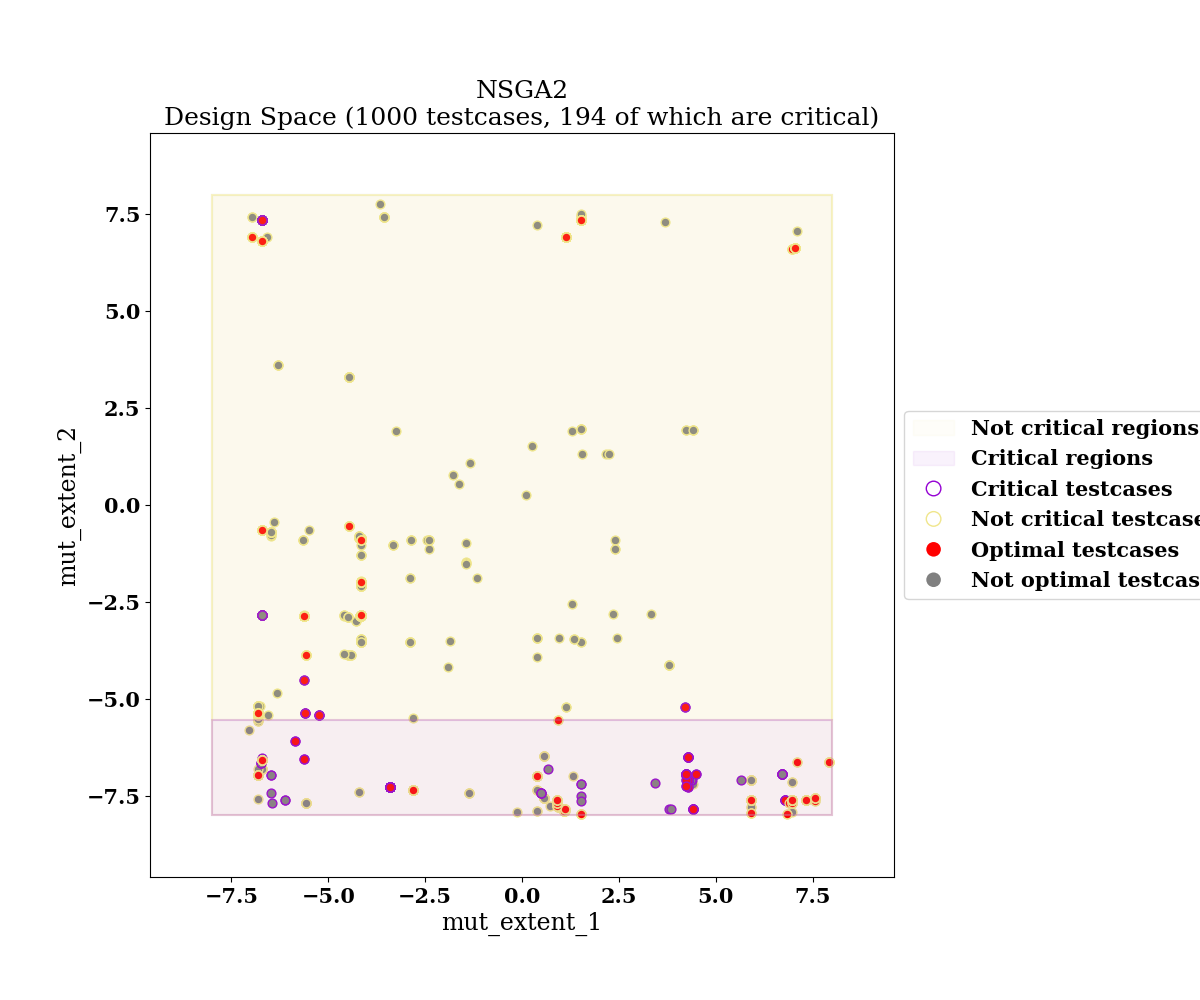 NSGA2
Design Space (1000 testcases, 194 of which are critical)
7.5
5.0
2.5
0.0
−2.5
−5.0
−7.5
mut_extent_2
−7.5 −5.0 −2.5 0.0 2.5 5.0 7.5
mut_extent_1
Not critical regions
Critical regions
Critical testcases
Not critical testcase
Optimal testcases
Not optimal testcas